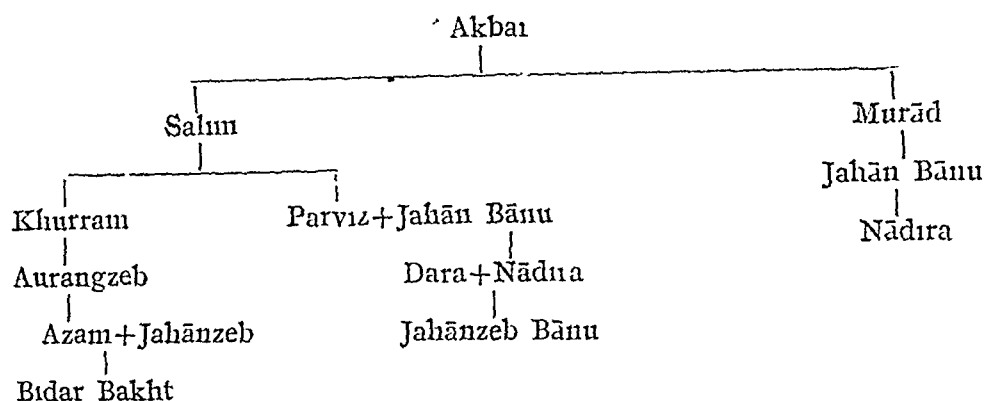 Akbar
Salim Murād
Jahān Bānu
Khurram Parviz+Jahān Bānu
Nādira
Aurangzeb Dara+Nādira
Azam+Jahānzeb Jahānzeb Bānu
Bidar Bakht